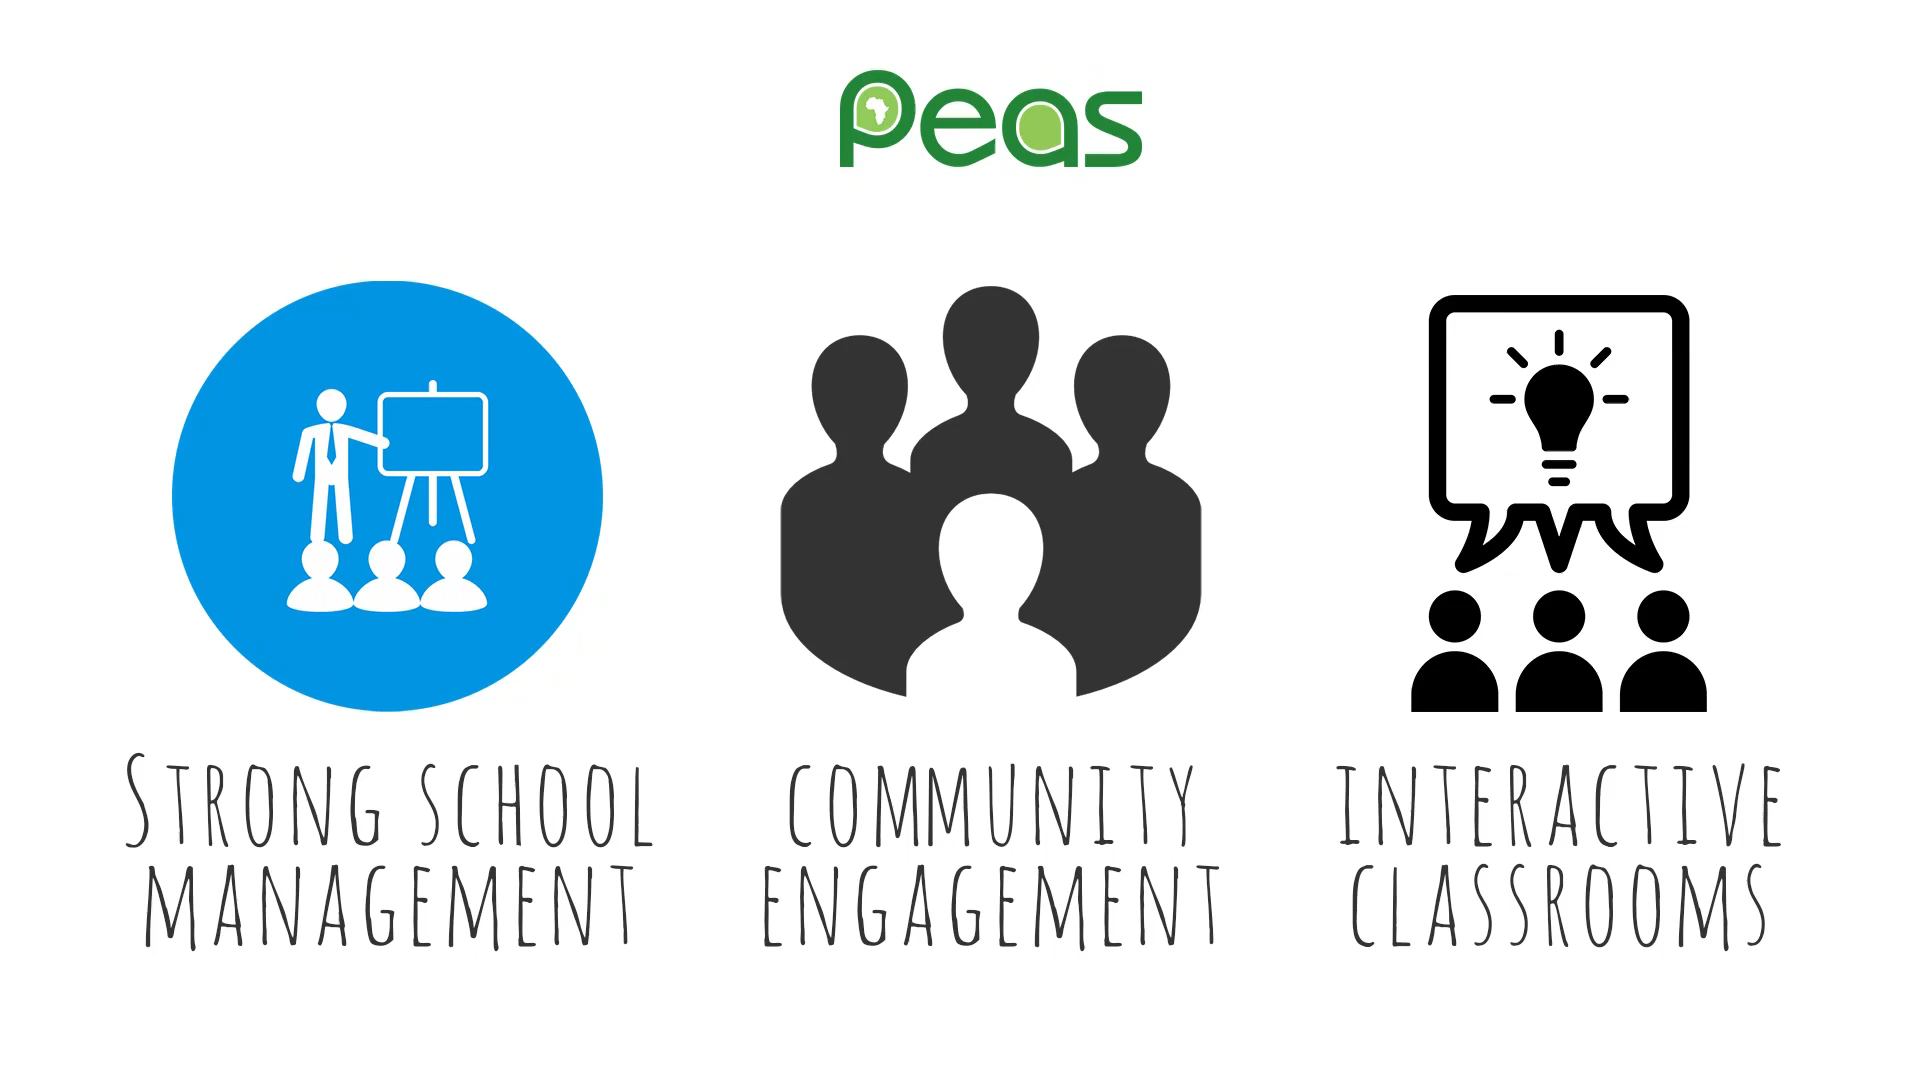 Peas
STRONG SCHOOL
MANAGEMENT
COMMUNITY
ENGAGEMENT
INTERACTIVE
CLASSROOMS